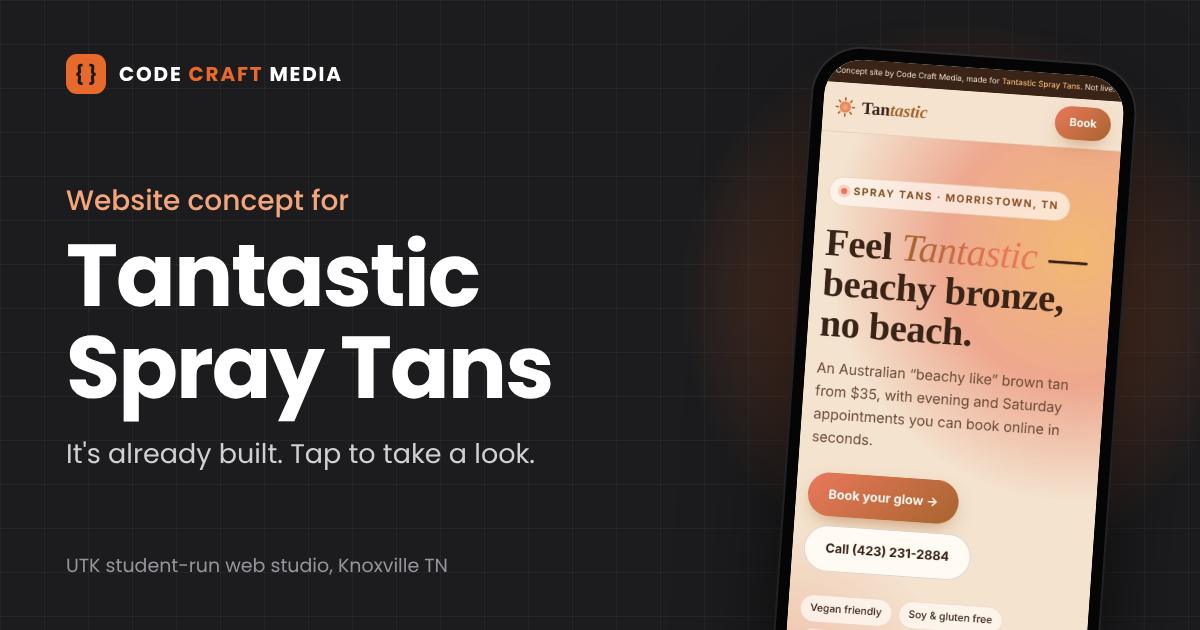 { }
CODE CRAFT MEDIA
Website concept for
Tantastic
Spray Tans
It's already built. Tap to take a look.
UTK student-run web studio, Knoxville TN
Concept site by Code Craft Media, made for Tantastic Spray Tans. Not live.
Tantastic
Book
SPRAY TANS · MORRISTOWN, TN
Feel Tantastic —
beachy bronze,
no beach.
An Australian “beachy like” brown tan
from $35, with evening and Saturday
appointments you can book online in
seconds.
Book your glow →
Call (423) 231-2884
Vegan friendly
Soy & gluten free